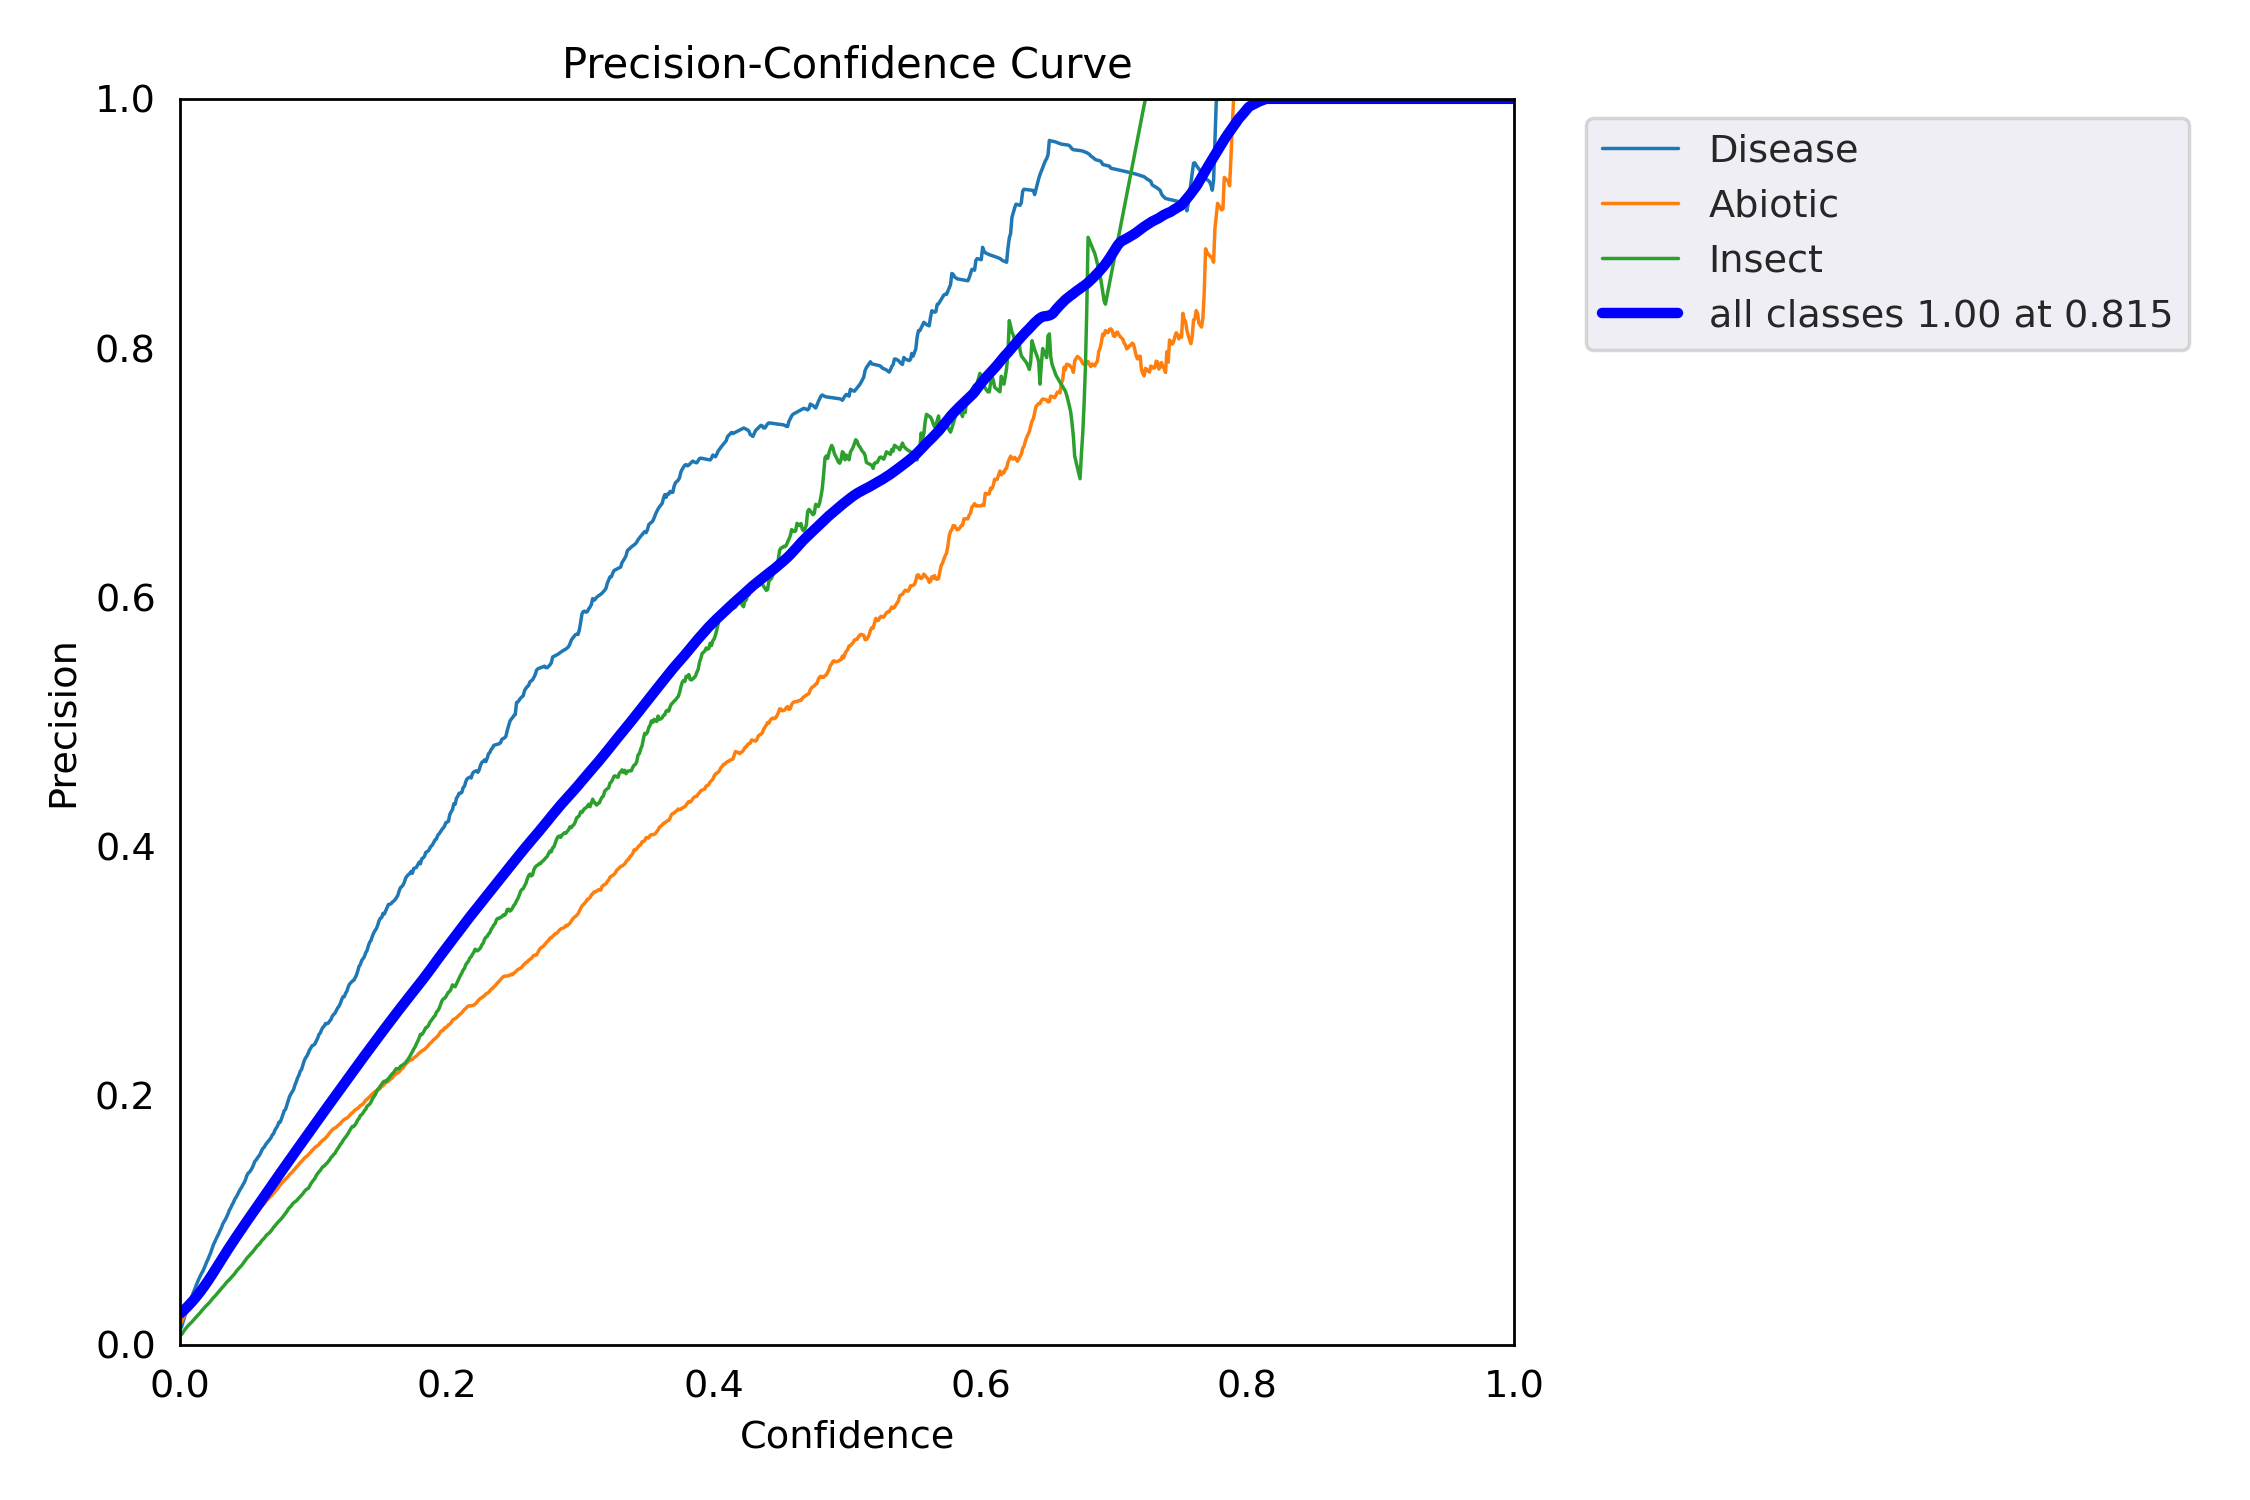 Precision-Confidence Curve
1.0
0.8
0.6
0.4
0.2
0.0
Precision
0.0 0.2 0.4 0.6 0.8 1.0
Confidence
Disease
Abiotic
Insect
all classes 1.00 at 0.815